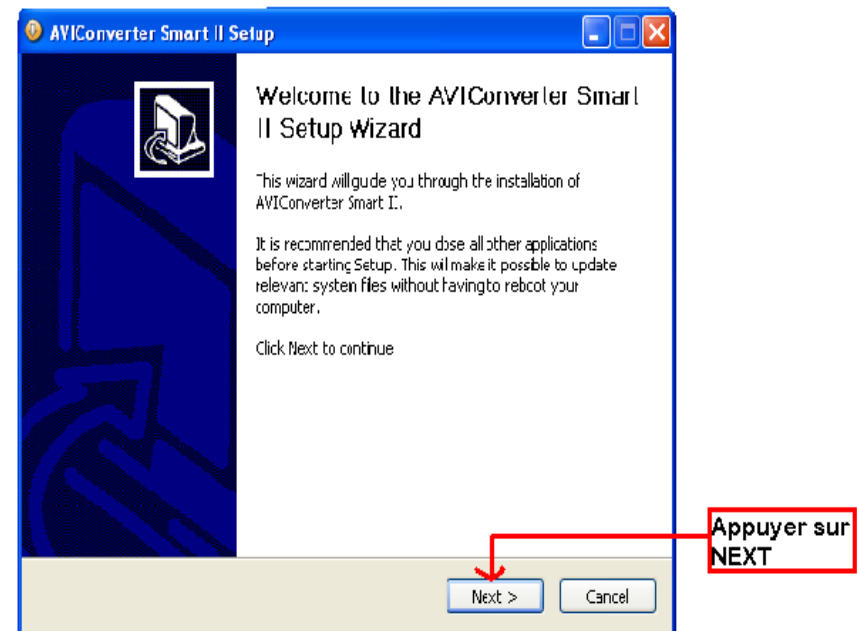 AVIConverter Smart II Setup
Welcome to the AVIConverter Smart
II Setup Wizard
This wizard will guide you through the installation of
AVIConverter Smart II.
It is recommended that you close all other applications
before starting Setup. This will make it possible to update
relevant system files without having to reboot your
computer.
Click Next to continue
Appuyer sur
NEXT
Next >
Cancel